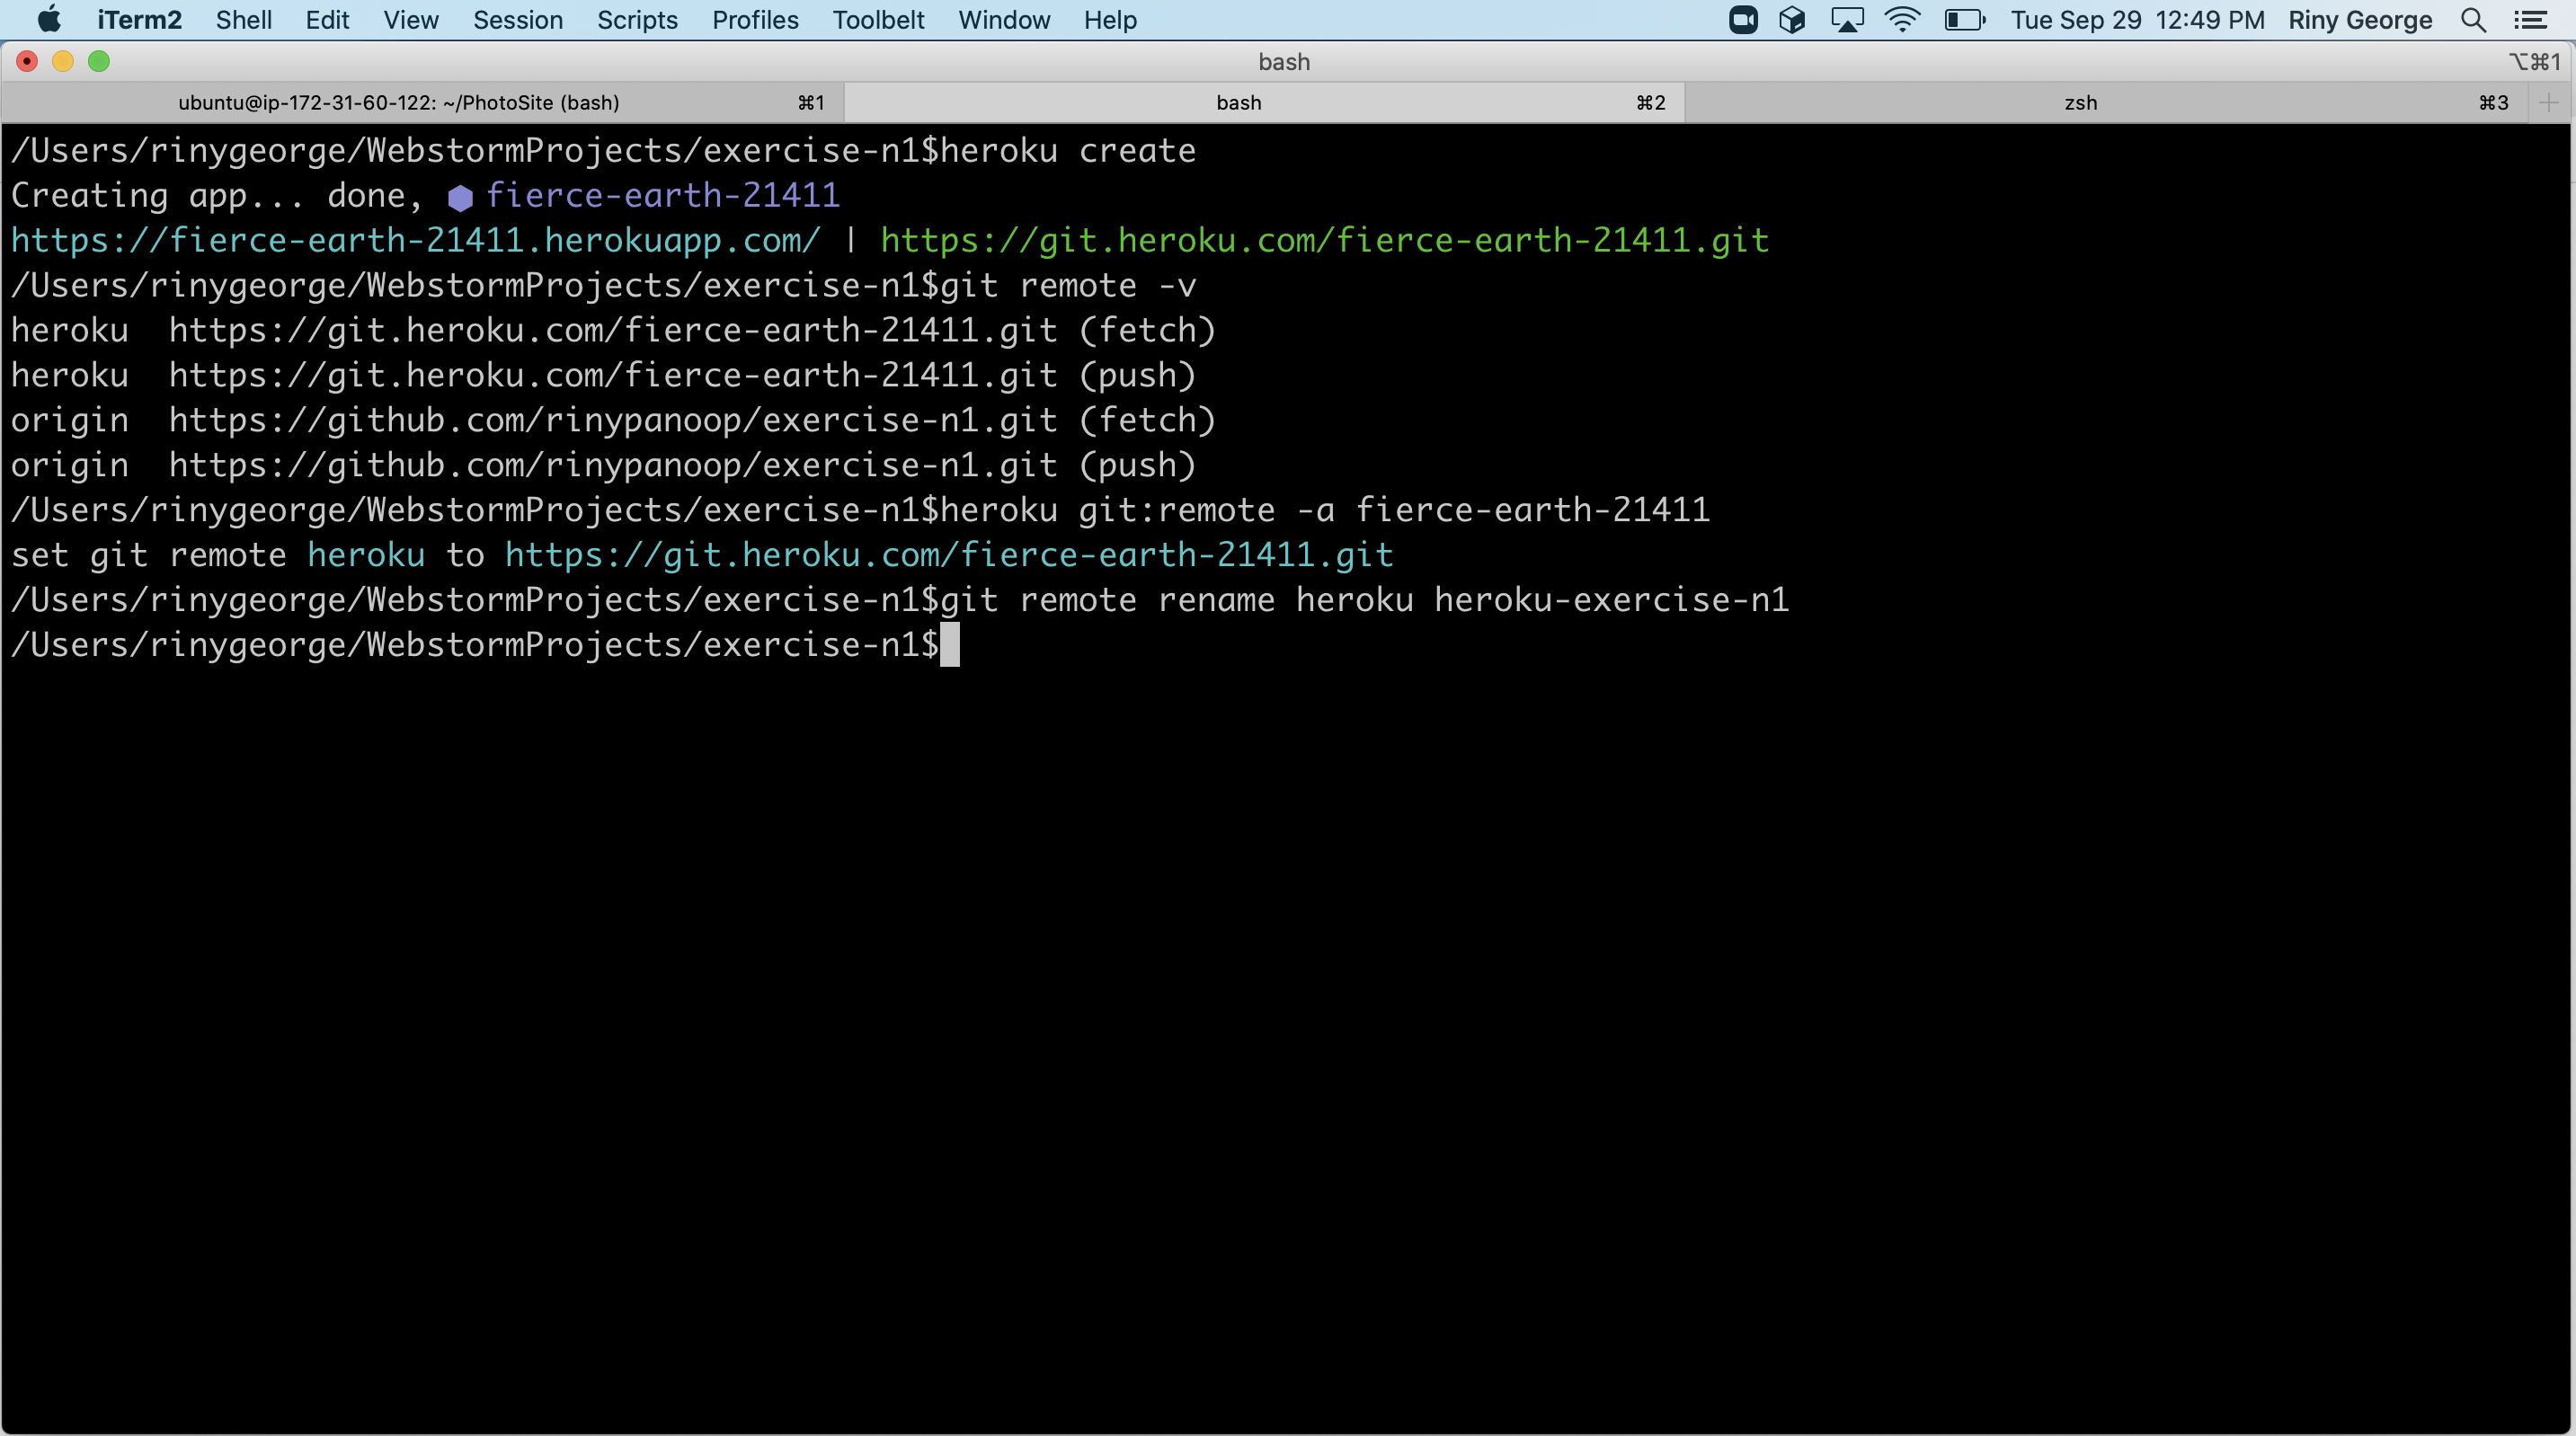 iTerm2 Shell Edit View Session Scripts Profiles Toolbelt Window Help Tue Sep 29 12:49 PM Riny George
bash ⌥⌘1
ubuntu@ip-172-31-60-122: ~/PhotoSite (bash) ⌘1 bash ⌘2 zsh ⌘3
/Users/rinygeorge/WebstormProjects/exercise-n1$heroku create
Creating app... done, ⬢ fierce-earth-21411
https://fierce-earth-21411.herokuapp.com/ | https://git.heroku.com/fierce-earth-21411.git
/Users/rinygeorge/WebstormProjects/exercise-n1$git remote -v
heroku  https://git.heroku.com/fierce-earth-21411.git (fetch)
heroku  https://git.heroku.com/fierce-earth-21411.git (push)
origin  https://github.com/rinypanoop/exercise-n1.git (fetch)
origin  https://github.com/rinypanoop/exercise-n1.git (push)
/Users/rinygeorge/WebstormProjects/exercise-n1$heroku git:remote -a fierce-earth-21411
set git remote heroku to https://git.heroku.com/fierce-earth-21411.git
/Users/rinygeorge/WebstormProjects/exercise-n1$git remote rename heroku heroku-exercise-n1
/Users/rinygeorge/WebstormProjects/exercise-n1$